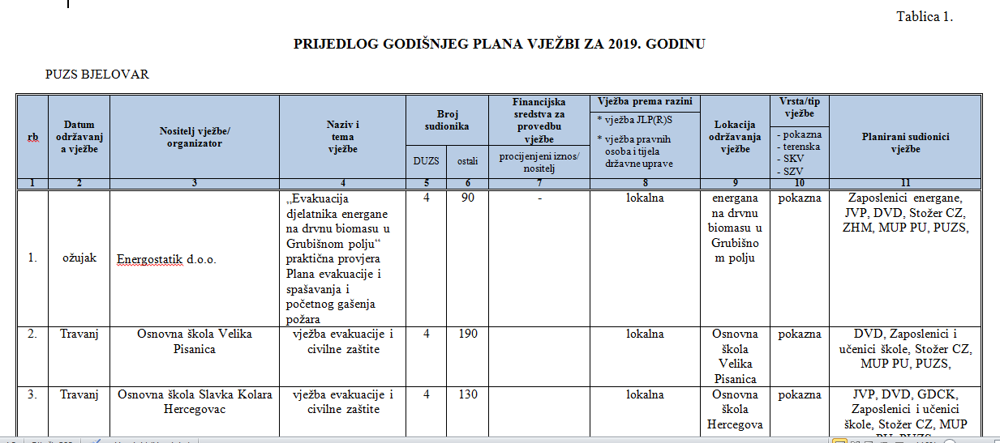 Tablica 1.
PRIJEDLOG GODIŠNJEG PLANA VJEŽBI ZA 2019. GODINU
PUZS BJELOVAR
rb
Datum
održavanj
a vježbe
Nositelj vježbe/
organizator
Naziv i
tema
vježbe
Broj
sudionika
DUZS
ostali
Financijska
sredstva za
provedbu
vježbe
procijenjeni iznos/
nositelj
Vježba prema razini
* vježba JLP(R)S
* vježba pravnih
osoba i tijela
državne uprave
Lokacija
održavanja
vježbe
Vrsta/tip
vježbe
- pokazna
- terenska
- SKV
- SZV
Planirani sudionici
vježbe
1 2 3 4 5 6 7 8 9 10 11
1.
ožujak
Energostatik d.o.o.
„Evakuacija
djelatnika energane
na drvnu biomasu u
Grubišnom polju“
praktična provjera
Plana evakuacije i
spašavanja i
početnog gašenja
požara
4
90
-
lokalna
energana
na drvnu
biomasu u
Grubišno
m polju
pokazna
Zaposlenici energane,
JVP, DVD, Stožer CZ,
ZHM, MUP PU, PUZS,
2.
Travanj
Osnovna škola Velika
Pisanica
vježba evakuacije i
civilne zaštite
4
190
lokalna
Osnovna
škola
Velika
Pisanica
pokazna
DVD, Zaposlenici i
učenici škole, Stožer CZ,
MUP PU, PUZS,
3.
Travanj
Osnovna škola Slavka Kolara
Hercegovac
vježba evakuacije i
civilne zaštite
4
130
lokalna
Osnovna
škola
Hercegova
pokazna
JVP, DVD, GDCK,
Zaposlenici i učenici
škole, Stožer CZ, MUP
PU, PUZS